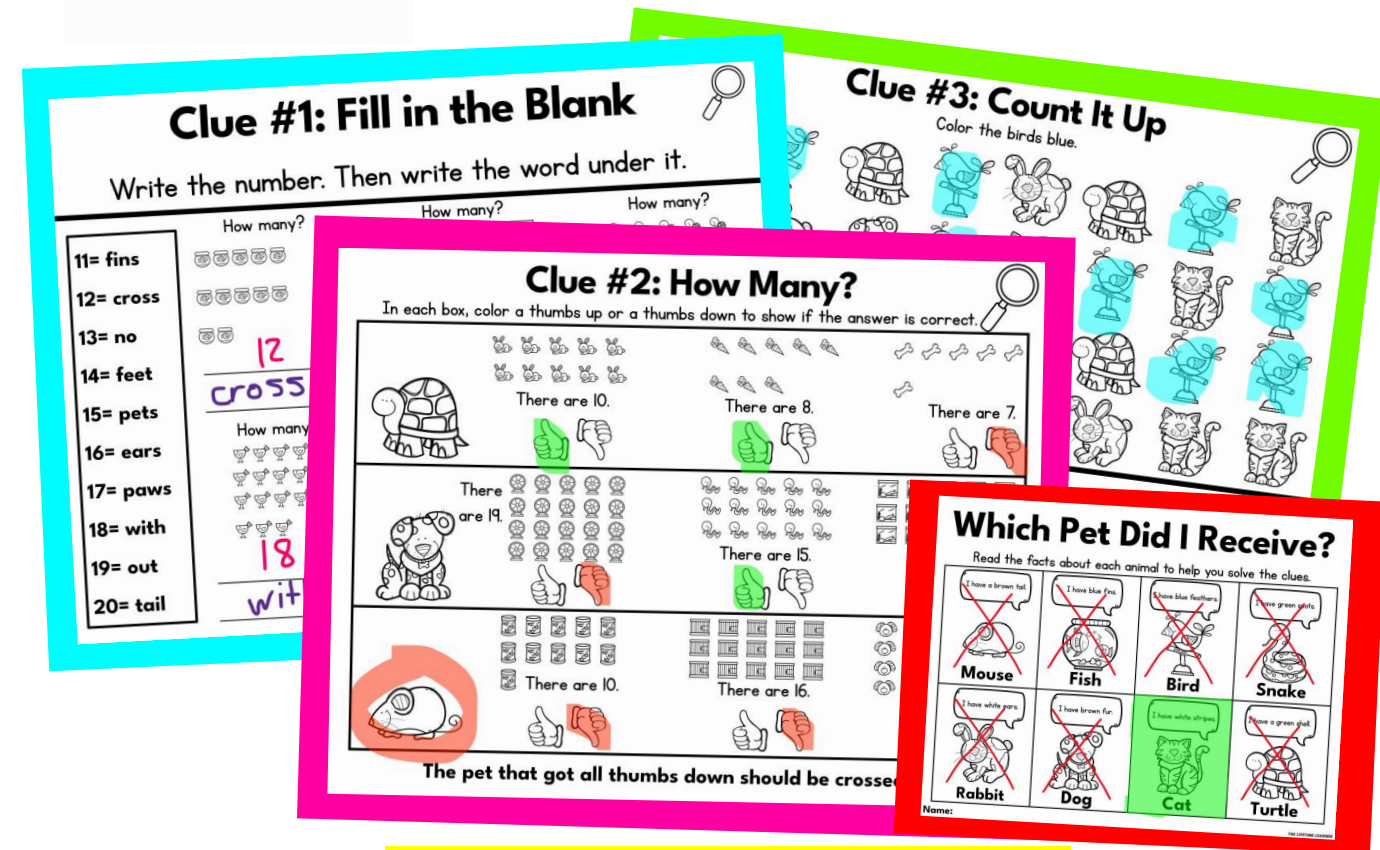 Clue #1: Fill in the Blank
Write the number. Then write the word under it.
How many?
How many?
How many?
11= fins
12= cross
13= no
14= feet
15= pets
16= ears
17= paws
18= with
19= out
20= tail
12
cross
How many
18
wit
Clue #3: Count It Up
Color the birds blue.
Clue #2: How Many?
In each box, color a thumbs up or a thumbs down to show if the answer is correct.
There are 10.
There are 8.
There are 7.
There
are 19.
There are 15.
There are 10.
There are 16.
The pet that got all thumbs down should be crosse
Which Pet Did I Receive?
Read the facts about each animal to help you solve the clues.
I have a brown tail.
Mouse
I have blue fins.
Fish
I have blue feathers.
Bird
I have green spots.
Snake
I have white ears.
Rabbit
I have brown fur.
Dog
I have white stripes.
Cat
I have a green shell.
Turtle
Name:
THE LIFETIME LEARNER